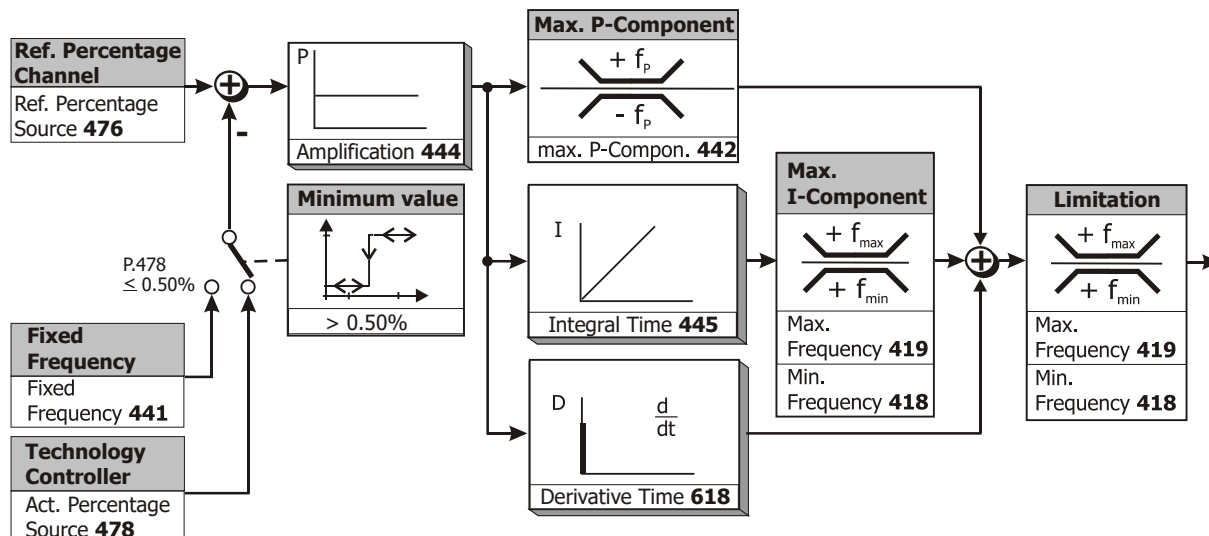 Ref. Percentage
Channel
Ref. Percentage
Source 476
+
-
P
Amplification 444
Max. P-Component
+ fP
- fP
max. P-Compon. 442
Minimum value
> 0.50%
P.478
≤ 0.50%
Fixed
Frequency
Fixed
Frequency 441
Technology
Controller
Act. Percentage
Source 478
I
Integral Time 445
D
d
dt
Derivative Time 618
Max.
I-Component
+ fmax
+ fmin
Max.
Frequency 419
Min.
Frequency 418
+
Limitation
+ fmax
+ fmin
Max.
Frequency 419
Min.
Frequency 418